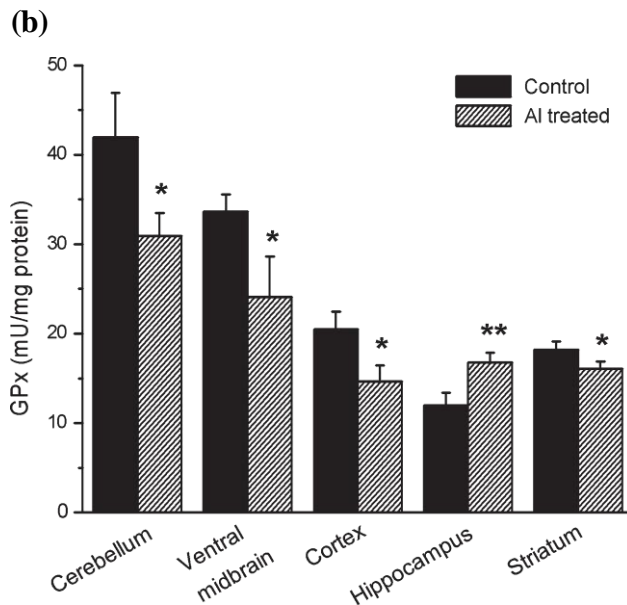 (b)
50
40
30
20
10
0
GPx (mU/mg protein)
Control
Al treated
*
*
*
**
*
Cerebellum
Ventral
midbrain
Cortex
Hippocampus
Striatum